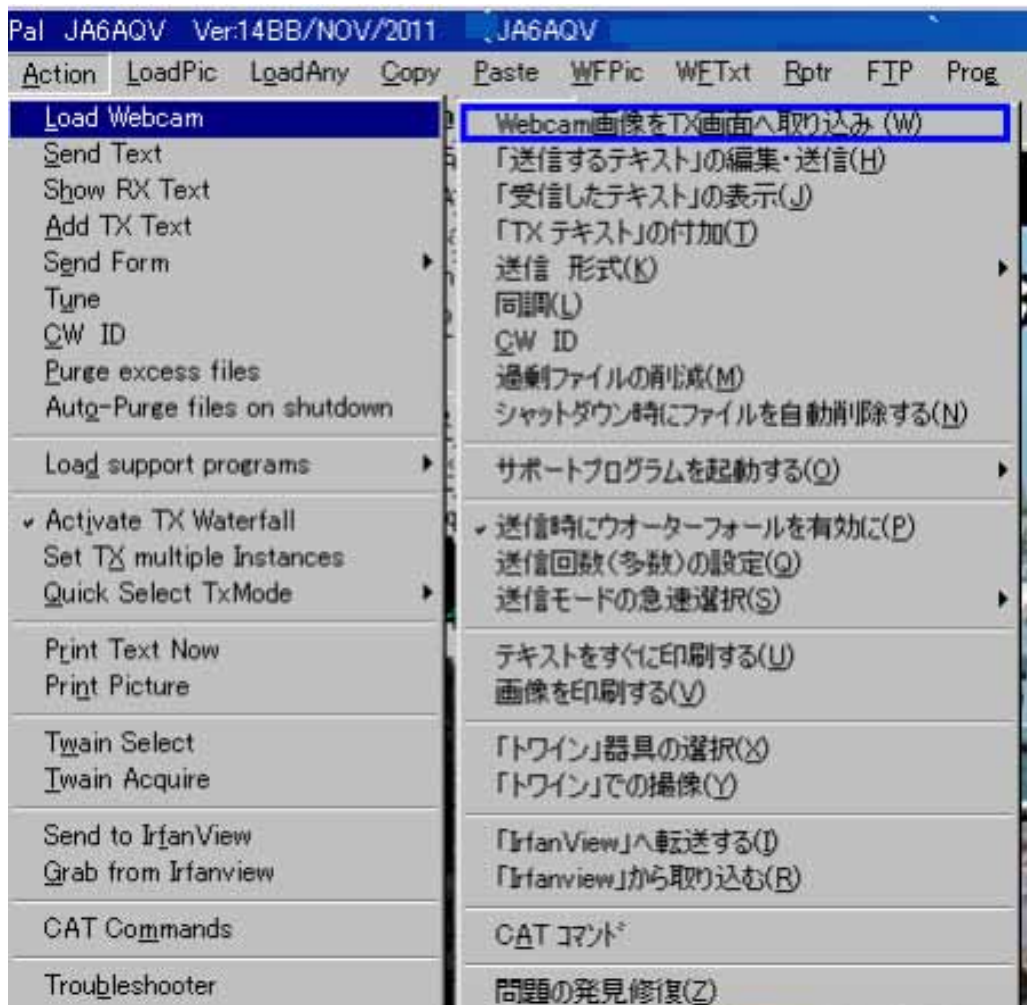 Pal JA6AQV Ver:14BB/NOV/2011 JA6AQV
Action LoadPic LoadAny Copy Paste WFPic WFTxt Rptr FTP Prog
Load Webcam
Send Text
Show RX Text
Add TX Text
Send Form
Tune
CW ID
Purge excess files
Auto-Purge files on shutdown
Load support programs
Activate TX Waterfall
Set TX multiple Instances
Quick Select TxMode
Print Text Now
Print Picture
Twain Select
Twain Acquire
Send to IrfanView
Grab from Irfanview
CAT Commands
Troubleshooter
Webcam画像をTX画面へ取り込み (W)
「送信するテキスト」の編集・送信(H)
「受信したテキスト」の表示(J)
「TX テキスト」の付加(T)
送信 形式(K)
同調(L)
CW ID
過剰ファイルの削減(M)
シャットダウン時にファイルを自動削除する(N)
サポートプログラムを起動する(O)
送信時にウオーターフォールを有効に(P)
送信回数(多数)の設定(Q)
送信モードの急速選択(S)
テキストをすぐに印刷する(U)
画像を印刷する(V)
「トワイン」器具の選択(X)
「トワイン」での撮像(Y)
「IrfanView」へ転送する(I)
「Irfanview」から取り込む(R)
CAT コマンド
問題の発見修復(Z)